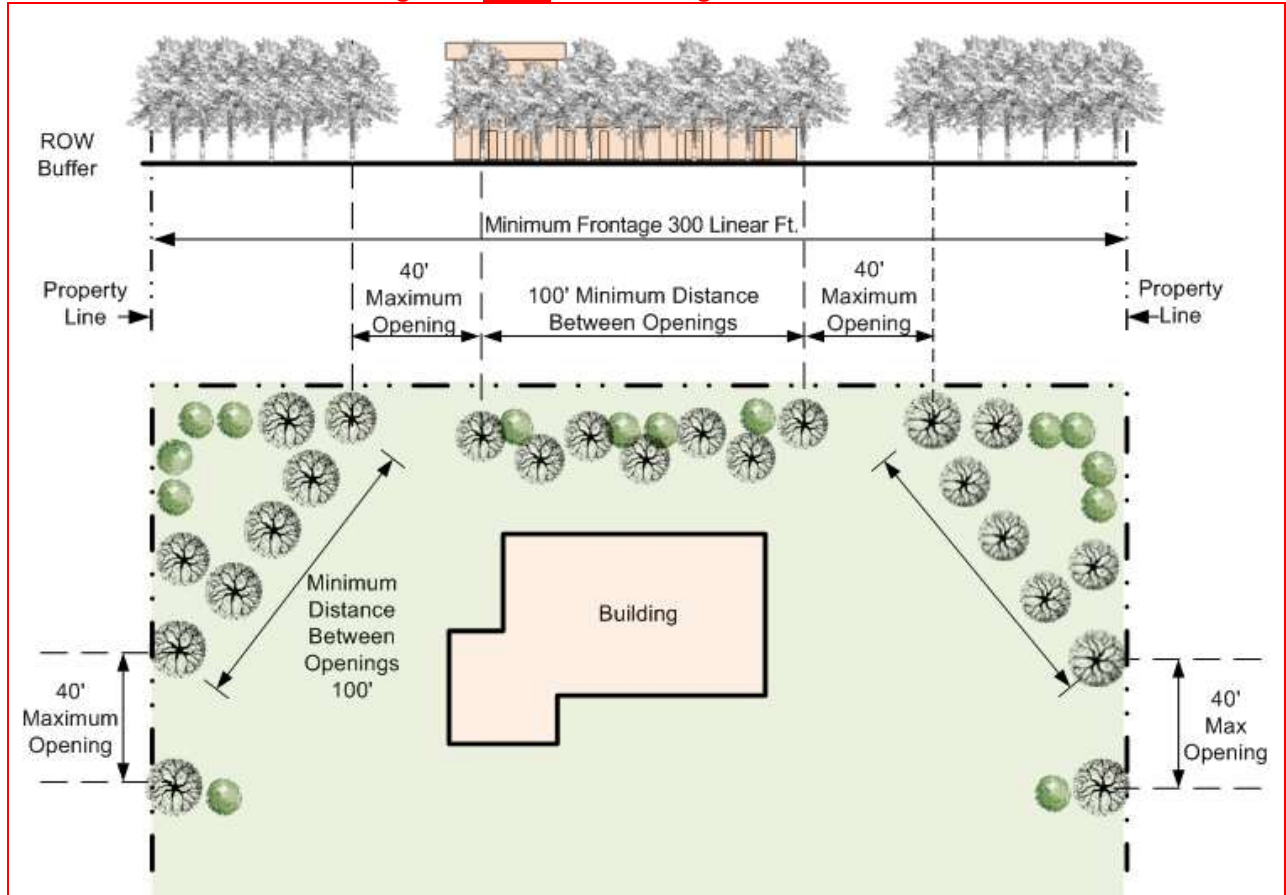 ROW
Buffer
Minimum Frontage 300 Linear Ft.
Property
Line
40'
Maximum
Opening
100' Minimum Distance
Between Openings
40'
Maximum
Opening
Property
Line
Minimum
Distance
Between
Openings
100'
Building
40'
Maximum
Opening
40'
Max
Opening